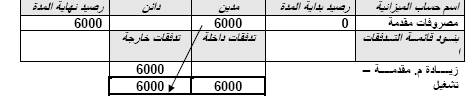 اسم حساب الميزانية رصيد بداية المدة مدين دائن رصيد نهاية المدة
مصروفات مقدمة 0 6000 6000
بنود قائمة التدفقات تدفقات داخلة تدفقات خارجة
ا
زيادة م. مقدمة – 6000
تشغيل 6000 6000